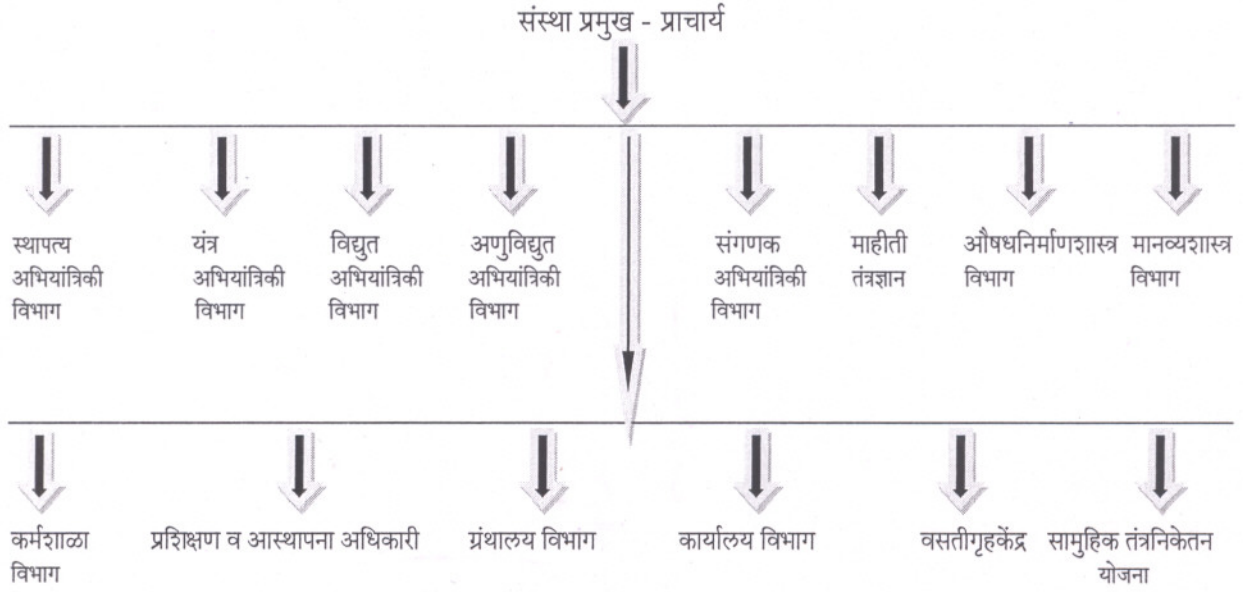 संस्था प्रमुख - प्राचार्य
स्थापत्य
अभियांत्रिकी
विभाग
यंत्र
अभियांत्रिकी
विभाग
विद्युत
अभियांत्रिकी
विभाग
अणुविद्युत
अभियांत्रिकी
विभाग
संगणक
अभियांत्रिकी
विभाग
माहीती
तंत्रज्ञान
औषधनिर्माणशास्त्र
विभाग
मानव्यशास्त्र
विभाग
कर्मशाळा
विभाग
प्रशिक्षण व आस्थापना अधिकारी
ग्रंथालय विभाग
कार्यालय विभाग
वसतीगृहकेंद्र
सामुहिक तंत्रनिकेतन
योजना